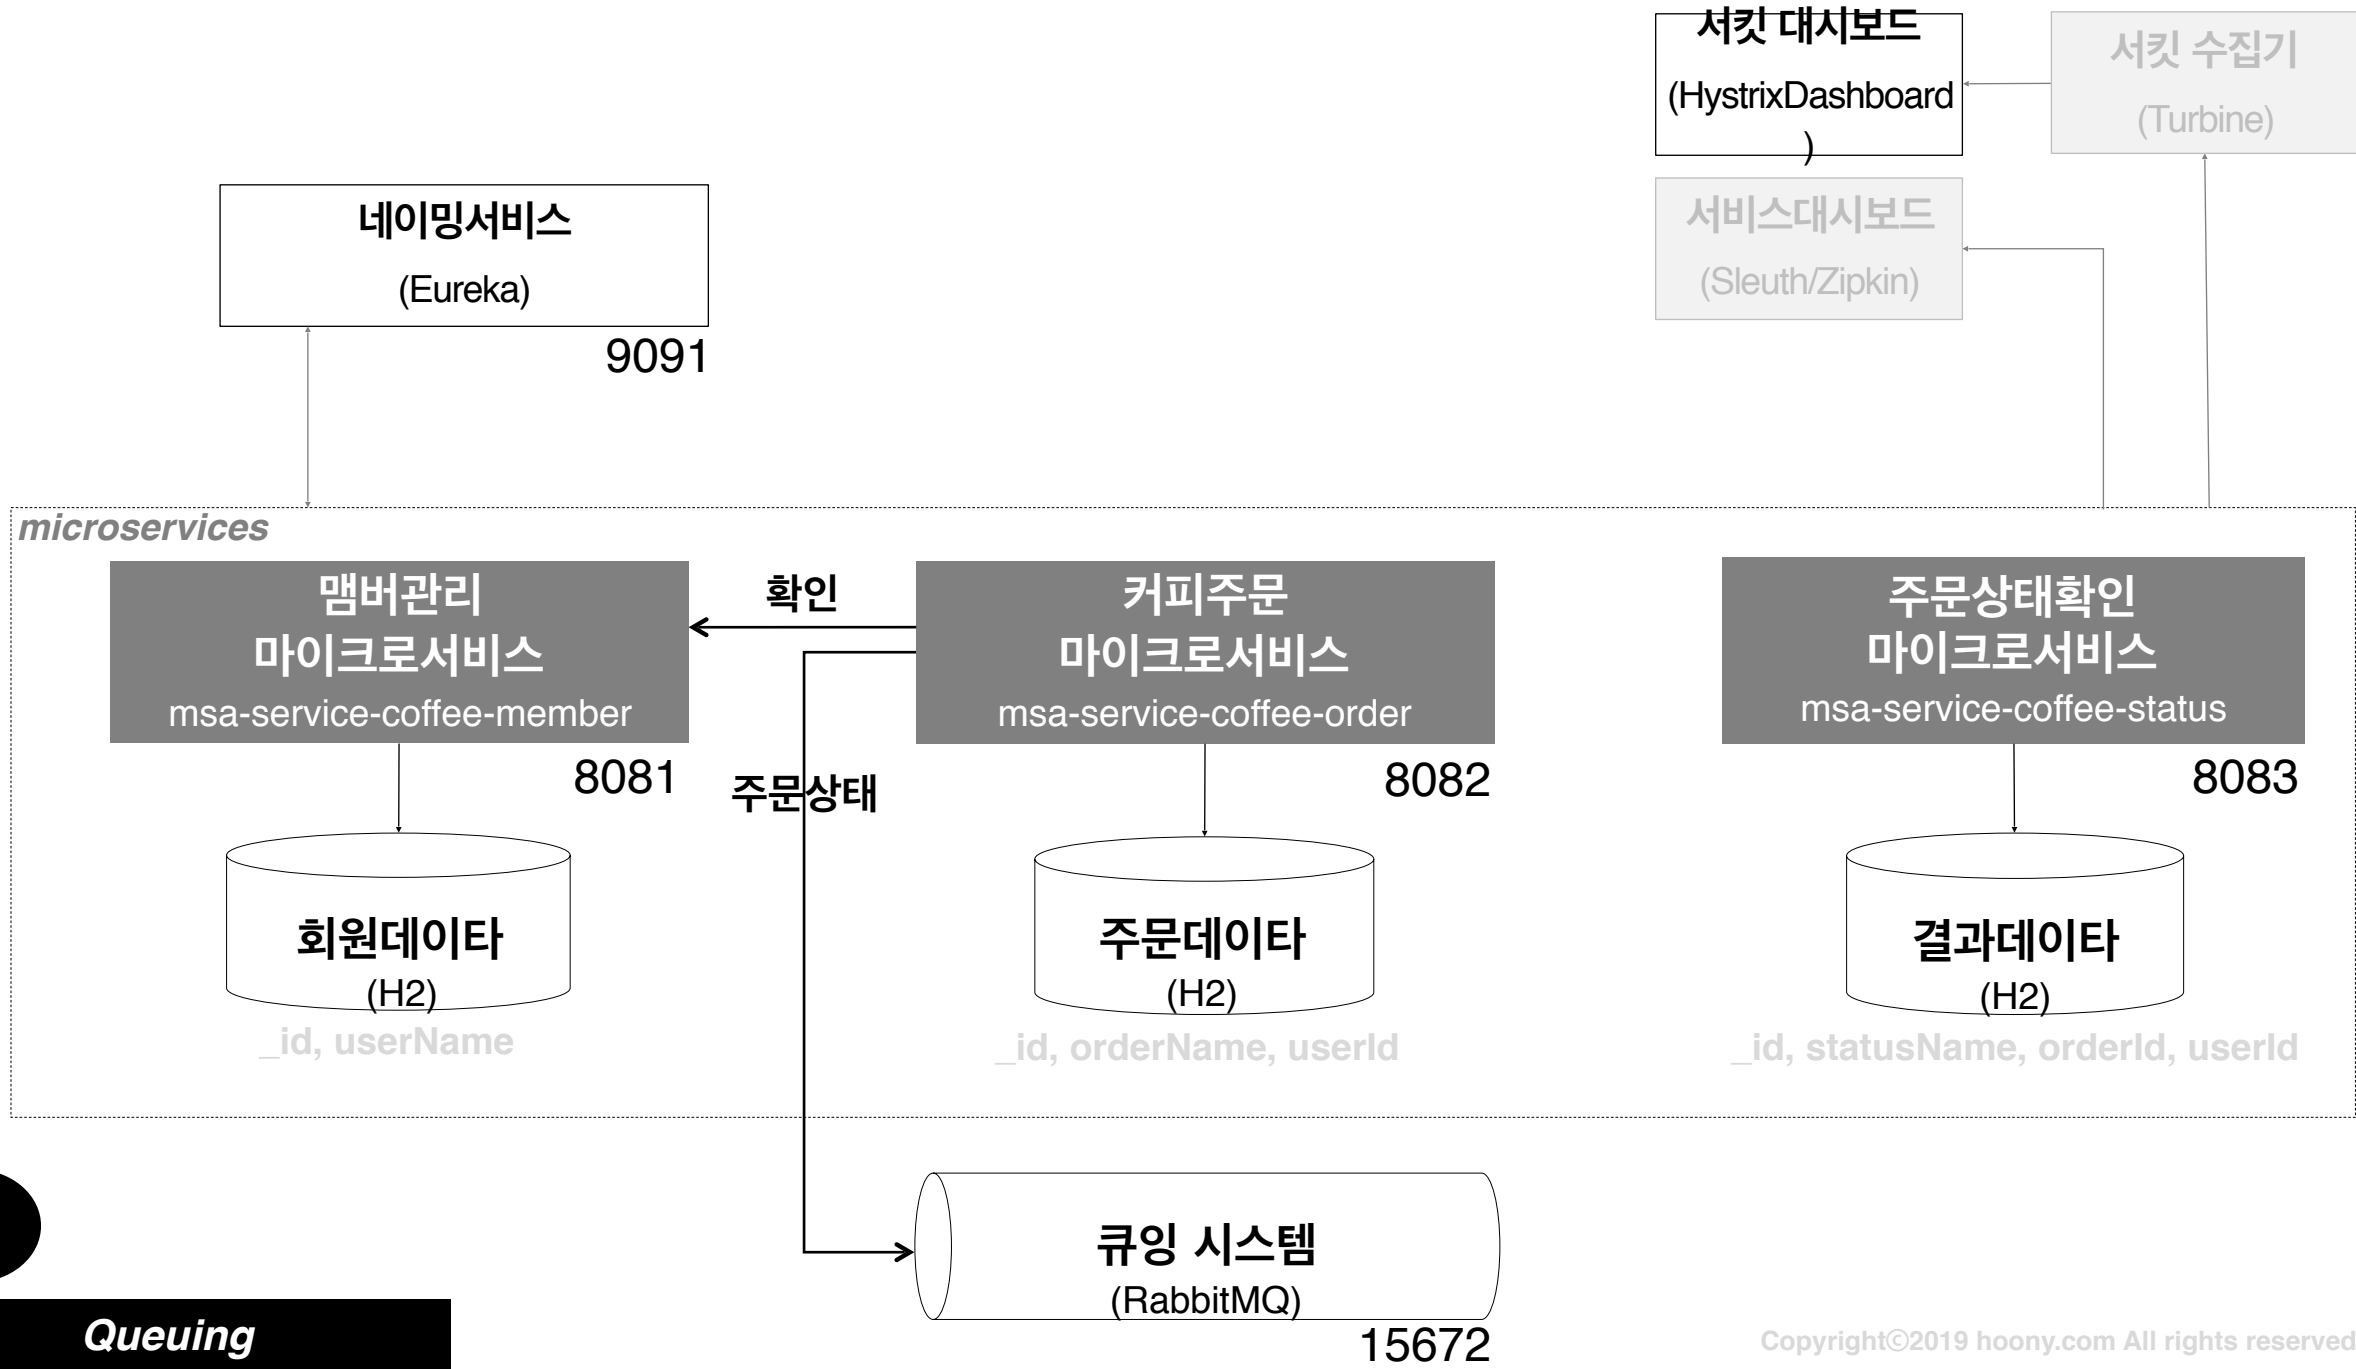 서킷 대시보드
(HystrixDashboard
)
서킷 수집기
(Turbine)
네이밍서비스
(Eureka)
9091
서비스대시보드
(Sleuth/Zipkin)
microservices
맴버관리
마이크로서비스
msa-service-coffee-member
8081
확인
주문상태
커피주문
마이크로서비스
msa-service-coffee-order
8082
주문상태확인
마이크로서비스
msa-service-coffee-status
8083
회원데이타
(H2)
_id, userName
주문데이타
(H2)
_id, orderName, userId
결과데이타
(H2)
_id, statusName, orderId, userId
큐잉 시스템
(RabbitMQ)
15672
Queuing
Copyrightⓒ2019 hoony.com All rights reserved